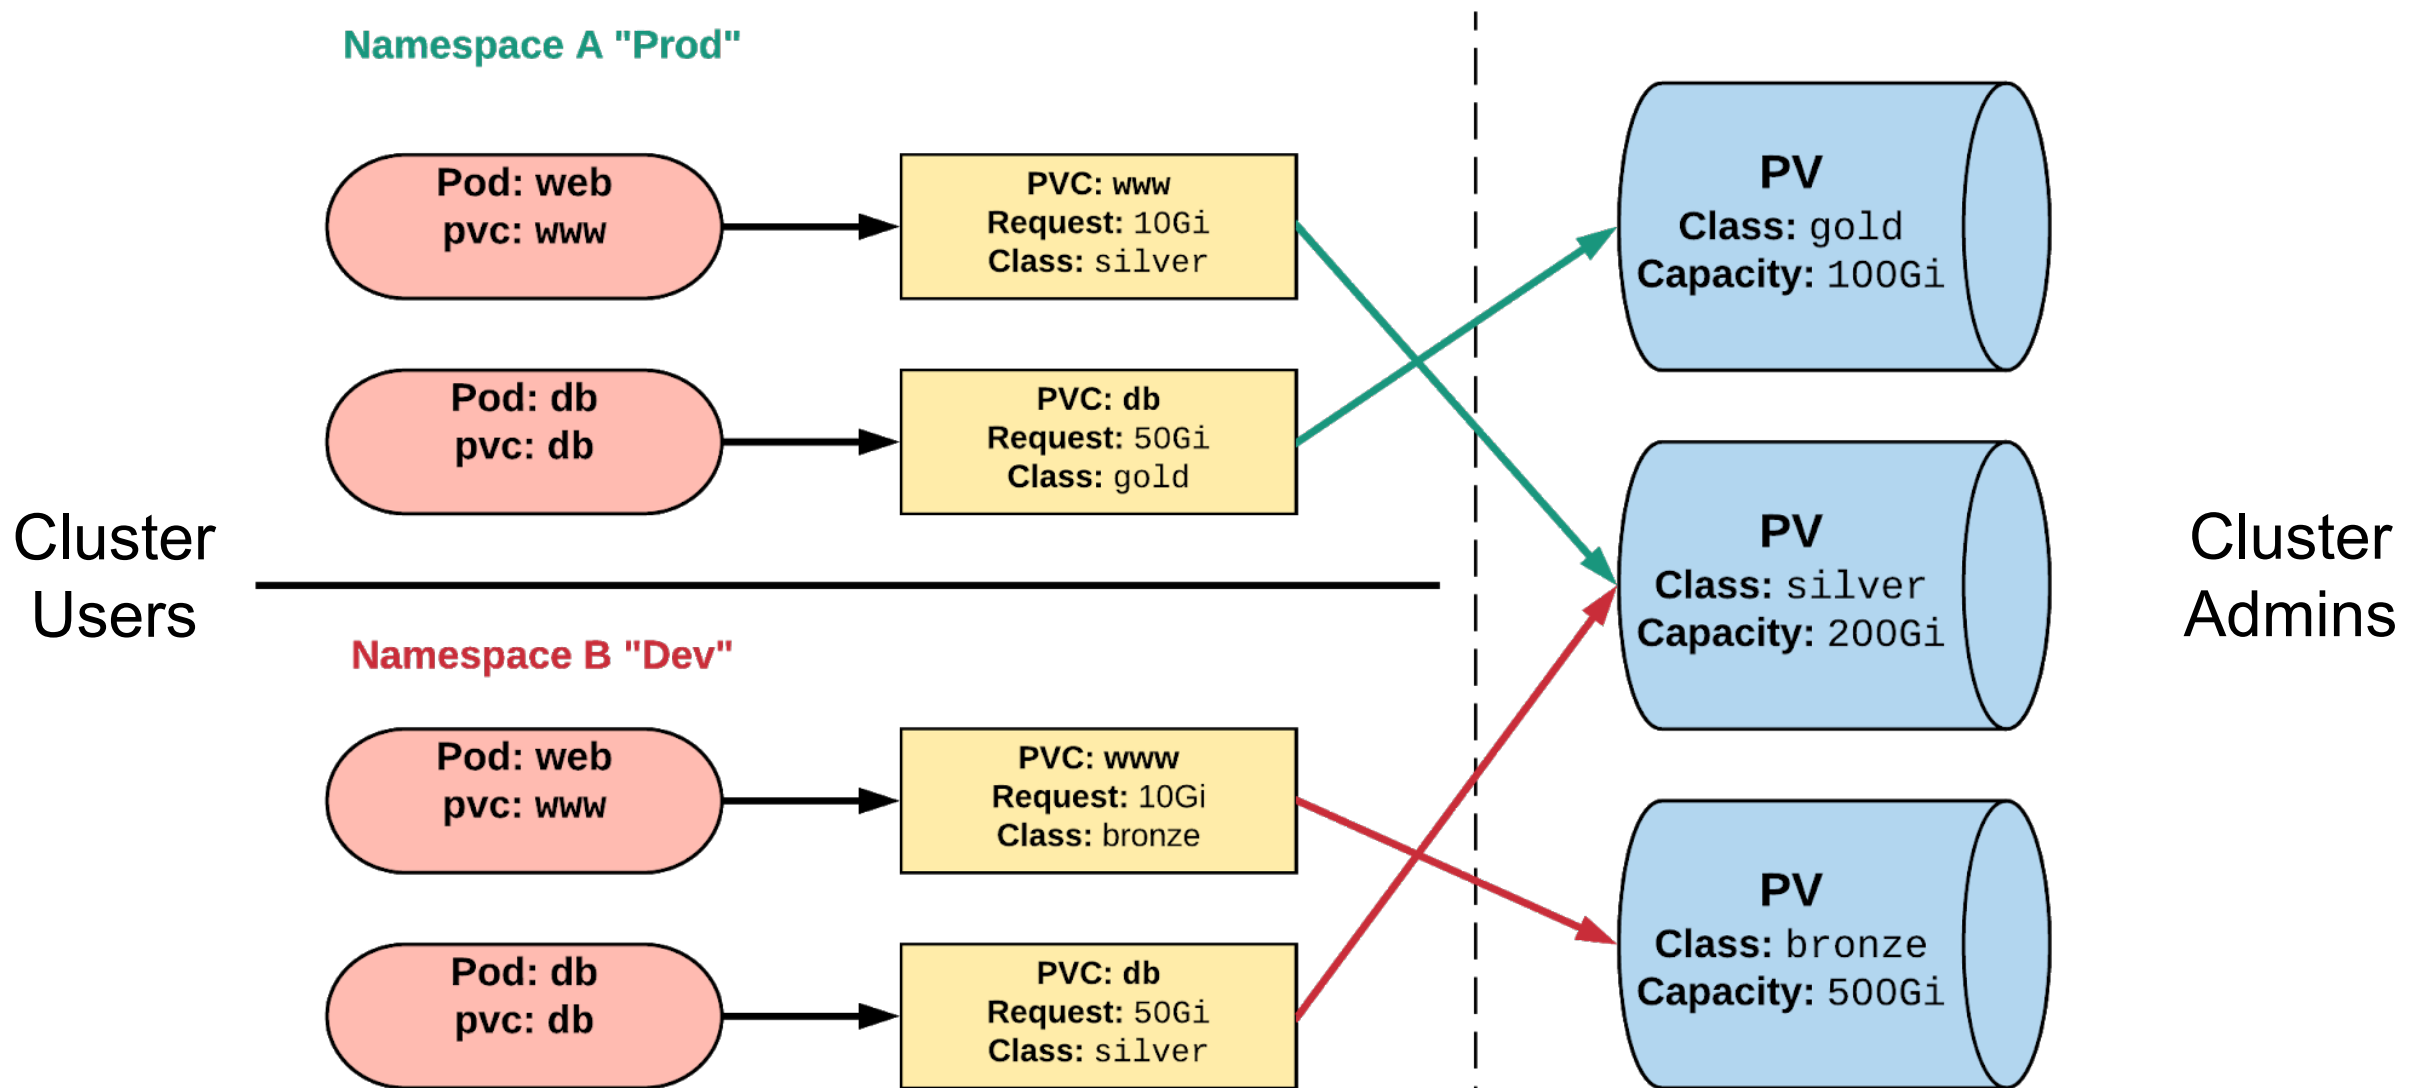 Namespace A "Prod"
Pod: web
pvc: www
PVC: www
Request: 10Gi
Class: silver
PV
Class: gold
Capacity: 100Gi
Pod: db
pvc: db
PVC: db
Request: 50Gi
Class: gold
Cluster
Users
PV
Class: silver
Capacity: 200Gi
Cluster
Admins
Namespace B "Dev"
Pod: web
pvc: www
PVC: www
Request: 10Gi
Class: bronze
PV
Class: bronze
Capacity: 500Gi
Pod: db
pvc: db
PVC: db
Request: 50Gi
Class: silver